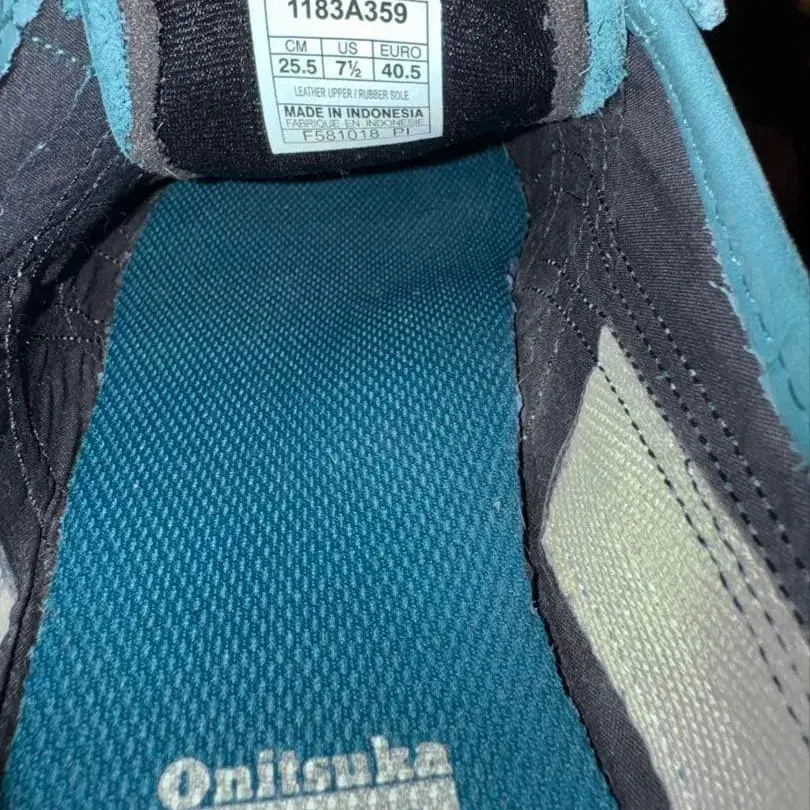 1183A359
CM US EURO
25.5 7½ 40.5
LEATHER UPPER / RUBBER SOLE
MADE IN INDONESIA
FABRIQUE EN INDONESIE
F581018 PI
Onitsuka